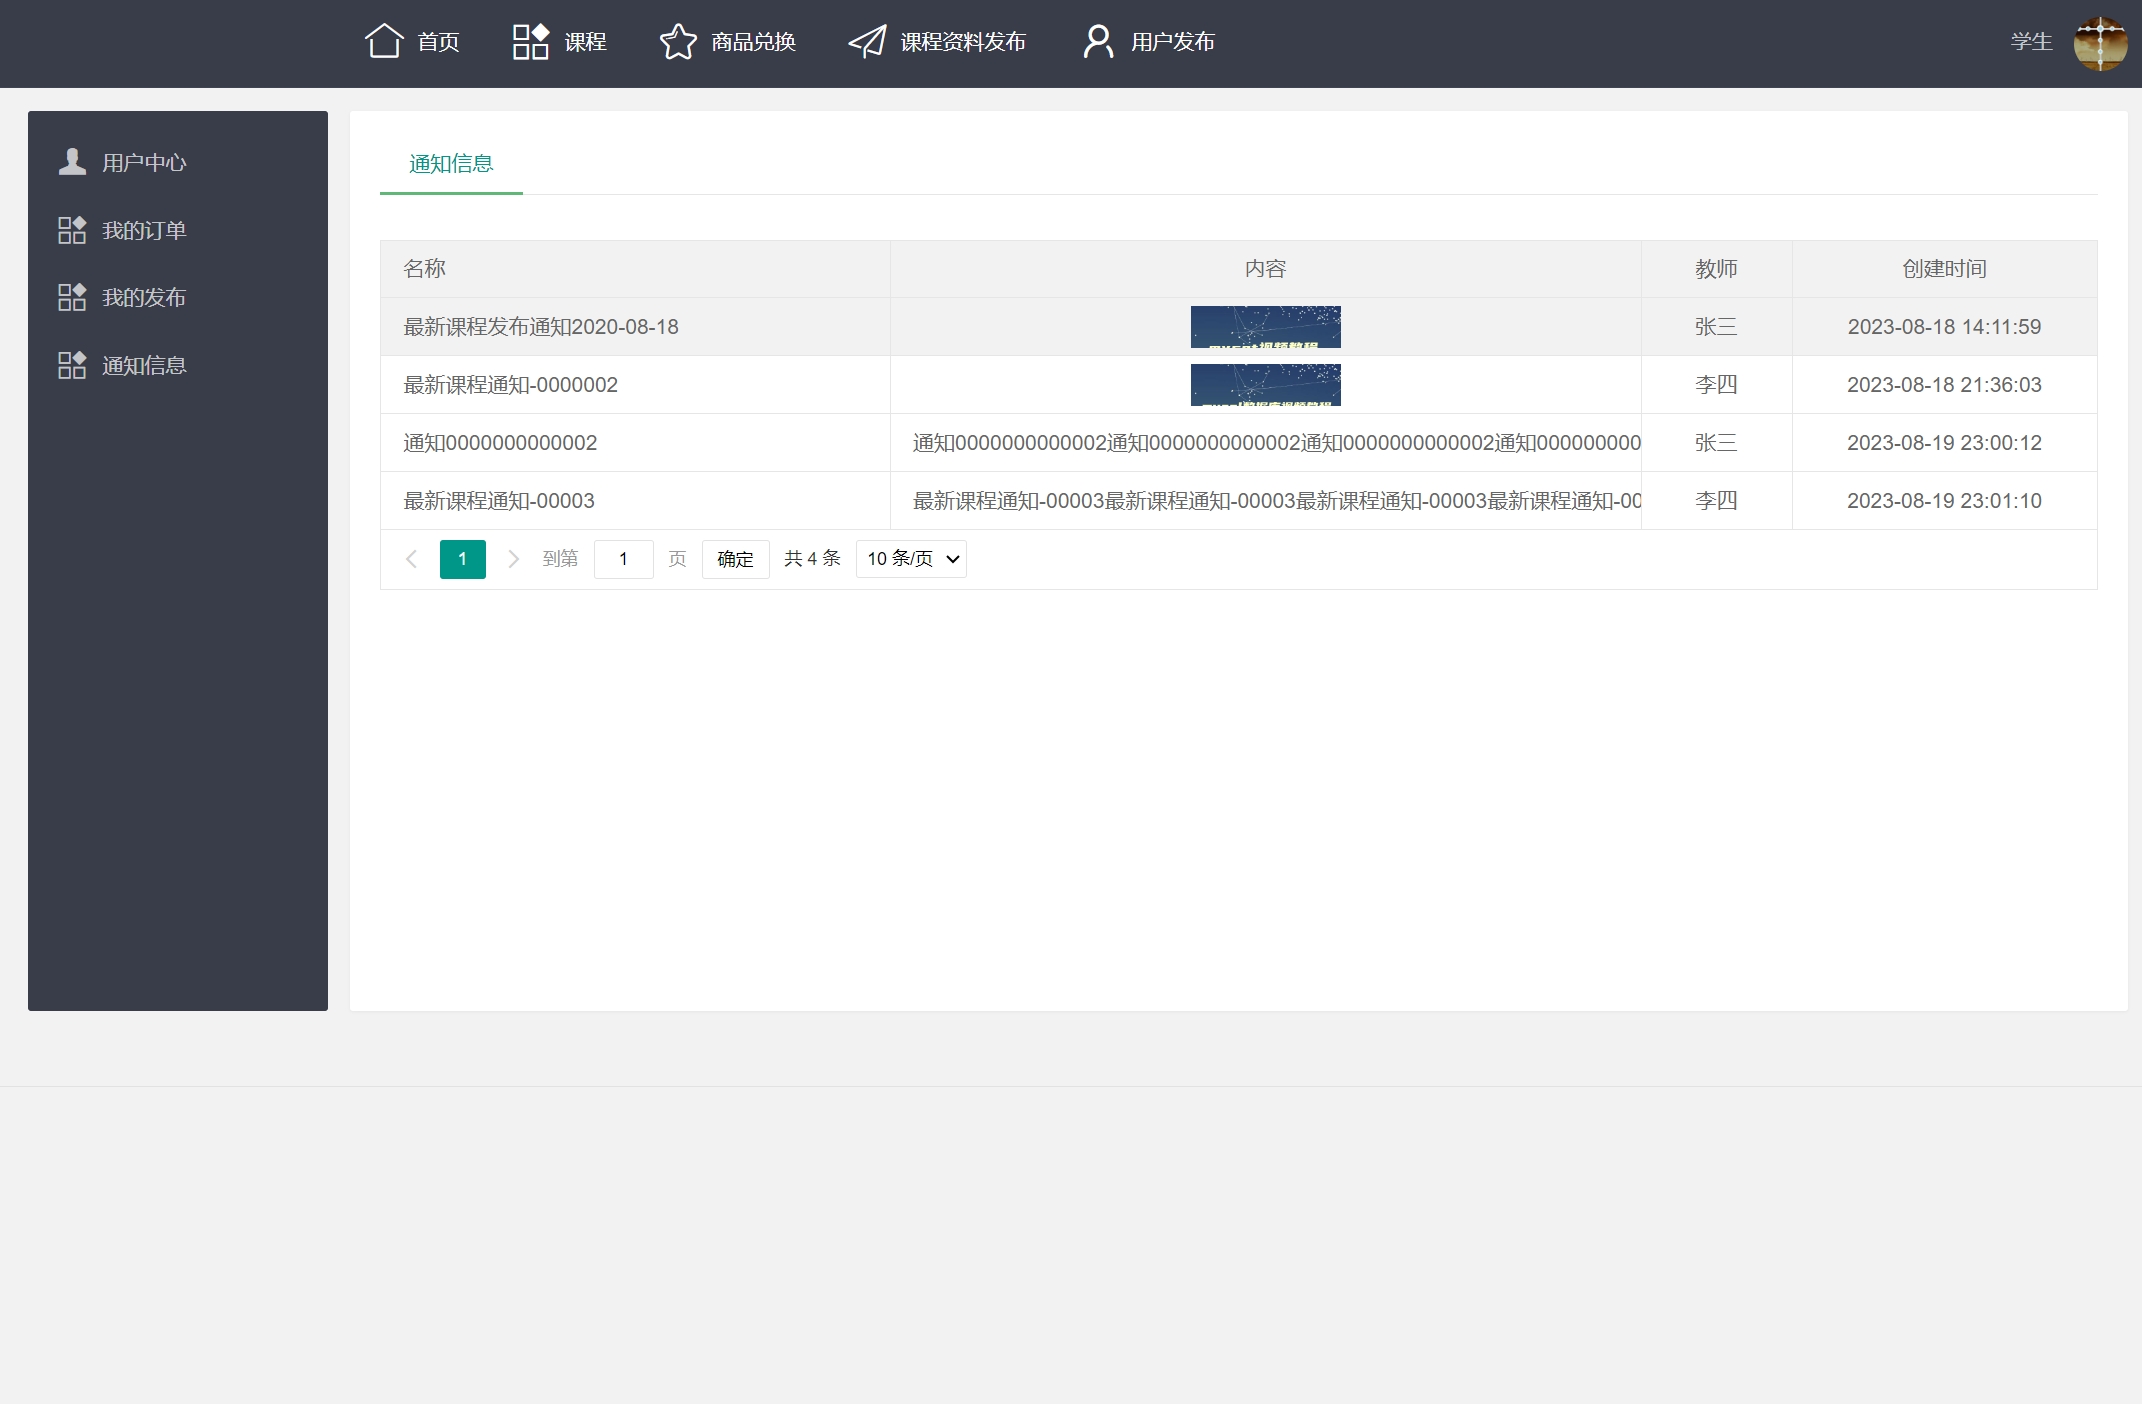 首页 课程 商品兑换 课程资料发布 用户发布 学生
用户中心
我的订单
我的发布
通知信息
通知信息
名称 内容 教师 创建时间
最新课程发布通知2020-08-18 张三 2023-08-18 14:11:59
最新课程通知-0000002 李四 2023-08-18 21:36:03
通知0000000000002 通知0000000000002通知0000000000002通知0000000000002通知000000000 张三 2023-08-19 23:00:12
最新课程通知-00003 最新课程通知-00003最新课程通知-00003最新课程通知-00003最新课程通知-00 李四 2023-08-19 23:01:10
1 到第 1 页 确定 共 4 条 10 条/页